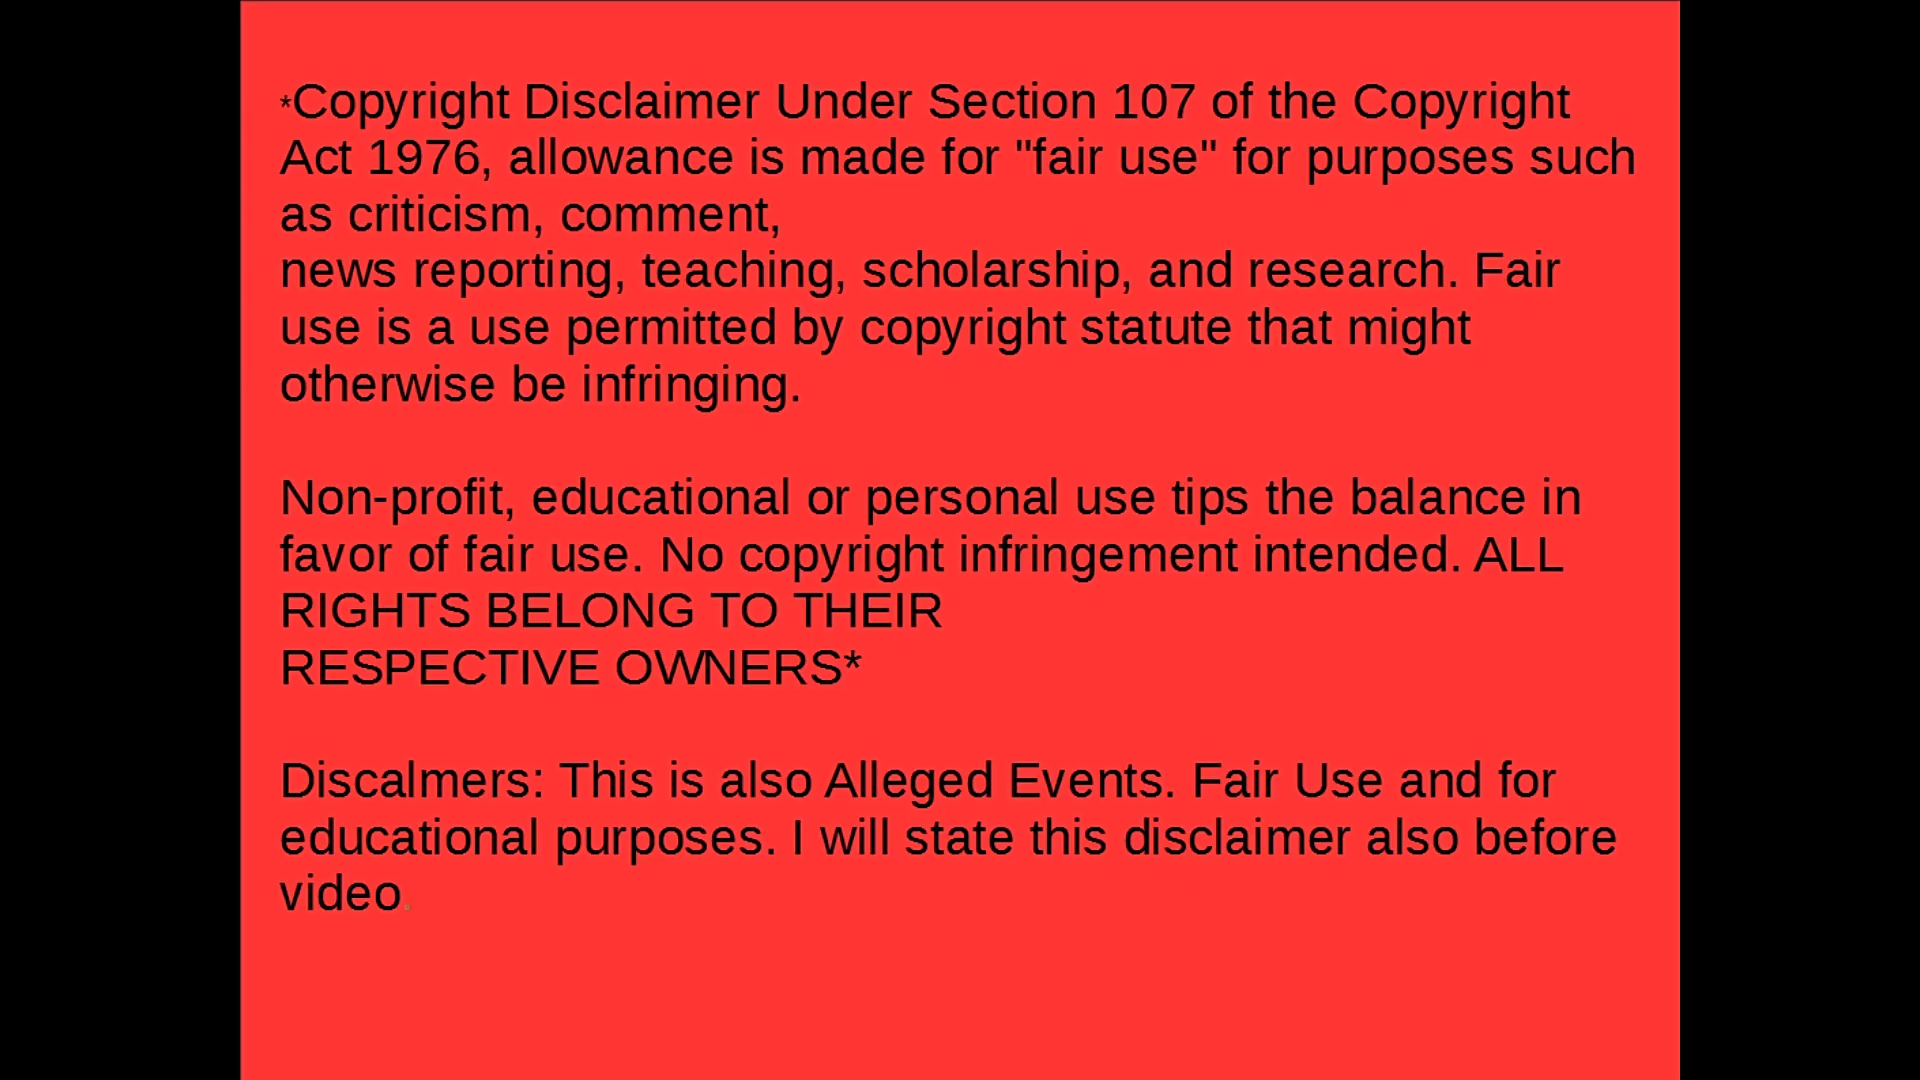 *Copyright Disclaimer Under Section 107 of the Copyright
Act 1976, allowance is made for "fair use" for purposes such
as criticism, comment,
news reporting, teaching, scholarship, and research. Fair
use is a use permitted by copyright statute that might
otherwise be infringing.
Non-profit, educational or personal use tips the balance in
favor of fair use. No copyright infringement intended. ALL
RIGHTS BELONG TO THEIR
RESPECTIVE OWNERS*
Discalmers: This is also Alleged Events. Fair Use and for
educational purposes. I will state this disclaimer also before
video.